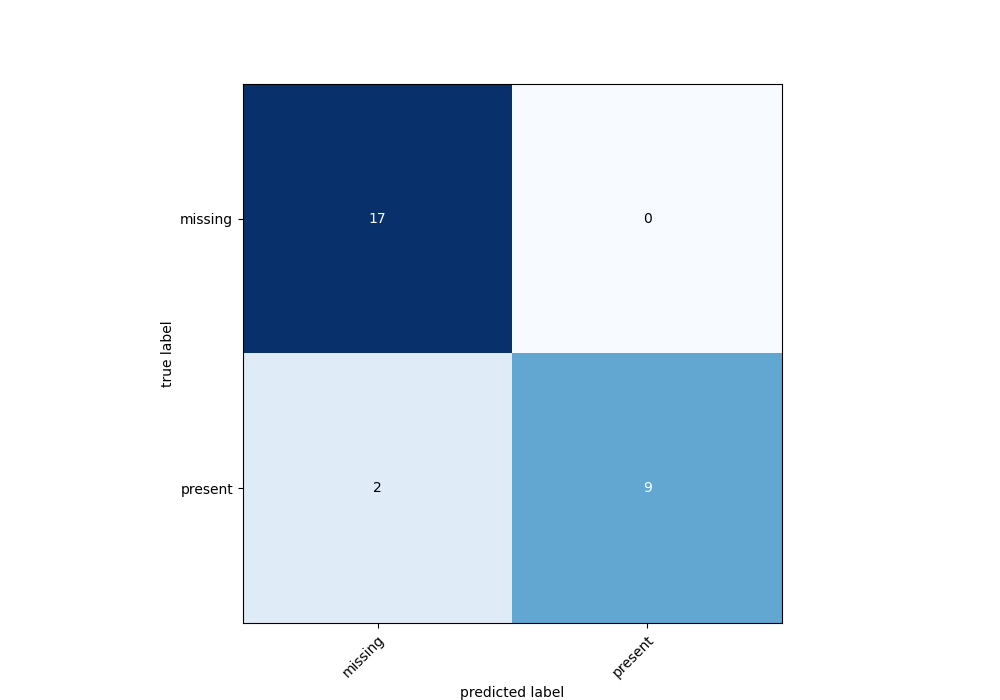 missing
17
0
true label
present
2
9
missing
present
predicted label